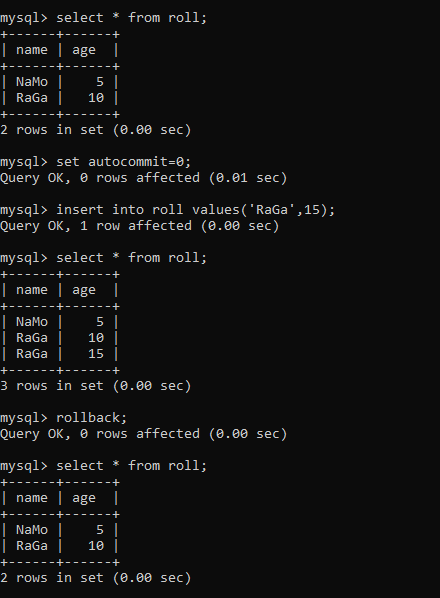 mysql> select * from roll;
+------+------+
| name | age  |
+------+------+
| NaMo |    5 |
| RaGa |   10 |
+------+------+
2 rows in set (0.00 sec)
mysql> set autocommit=0;
Query OK, 0 rows affected (0.01 sec)
mysql> insert into roll values('RaGa',15);
Query OK, 1 row affected (0.00 sec)
mysql> select * from roll;
+------+------+
| name | age  |
+------+------+
| NaMo |    5 |
| RaGa |   10 |
| RaGa |   15 |
+------+------+
3 rows in set (0.00 sec)
mysql> rollback;
Query OK, 0 rows affected (0.00 sec)
mysql> select * from roll;
+------+------+
| name | age  |
+------+------+
| NaMo |    5 |
| RaGa |   10 |
+------+------+
2 rows in set (0.00 sec)